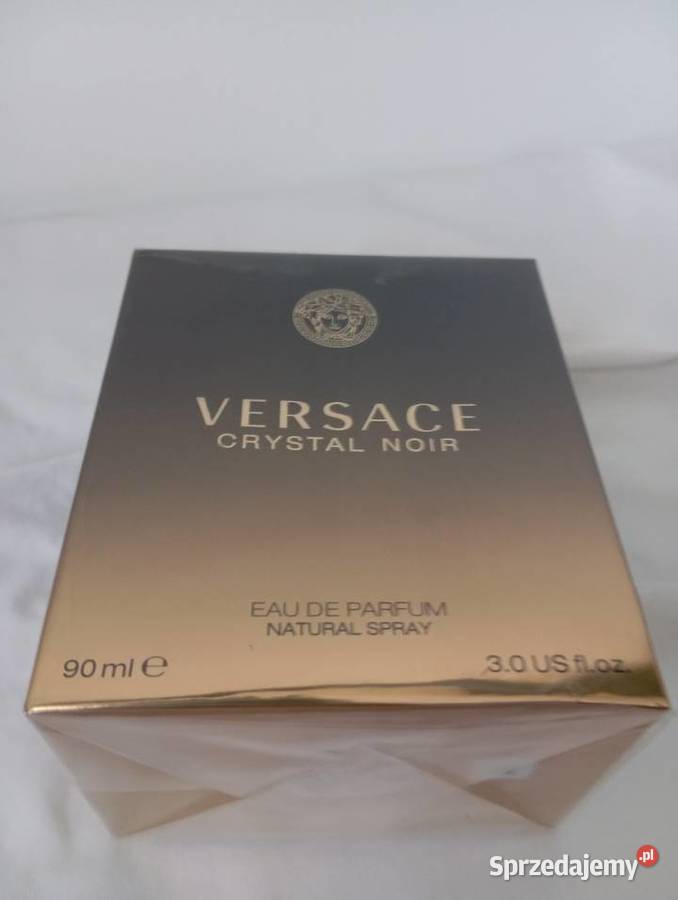 VERSACE
CRYSTAL NOIR
EAU DE PARFUM
NATURAL SPRAY
90 ml e 3.0 US fl.oz.
Sprzedajemy.pl